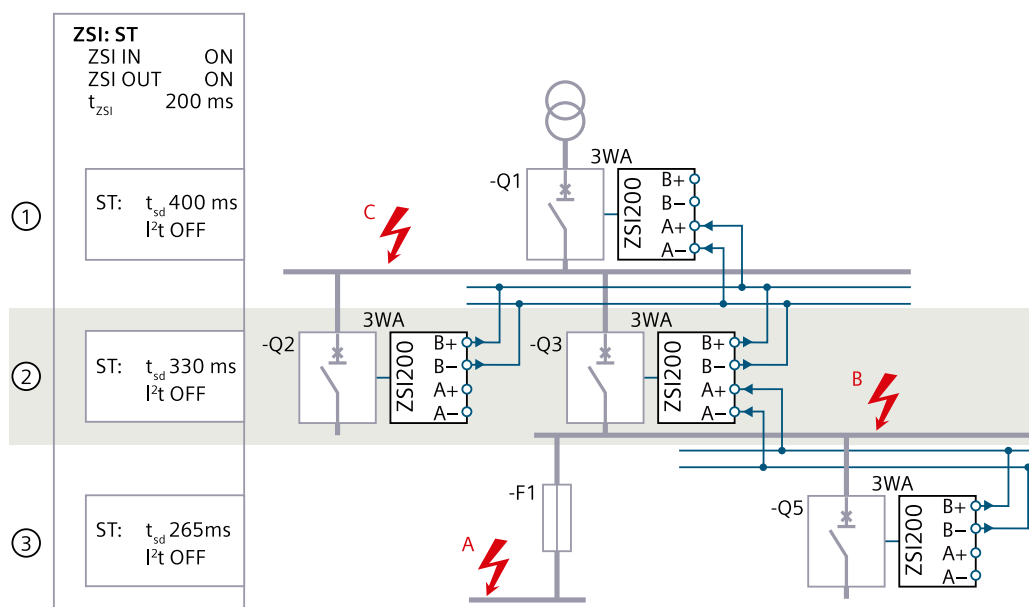 ZSI: ST
ZSI IN ON
ZSI OUT ON
tZSI 200 ms
1
ST: tsd 400 ms
I²t OFF
2
ST: tsd 330 ms
I²t OFF
3
ST: tsd 265ms
I²t OFF
3WA
-Q1
ZSI200
B+
B−
A+
A−
C
3WA
-Q2
ZSI200
B+
B−
A+
A−
3WA
-Q3
ZSI200
B+
B−
A+
A−
B
-F1
A
3WA
-Q5
ZSI200
B+
B−
A+
A−